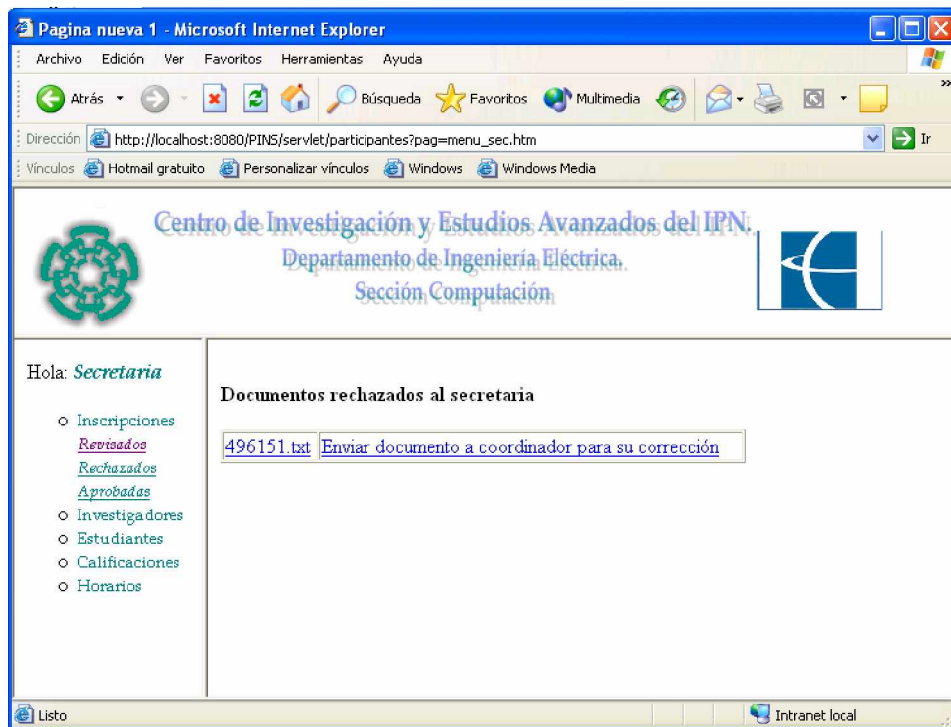 Pagina nueva 1 - Microsoft Internet Explorer
Archivo Edición Ver Favoritos Herramientas Ayuda
Atrás Búsqueda Favoritos Multimedia
Dirección http://localhost:8080/PINS/servlet/participantes?pag=menu_sec.htm Ir
Vínculos Hotmail gratuito Personalizar vínculos Windows Windows Media
Centro de Investigación y Estudios Avanzados del IPN.
Departamento de Ingeniería Eléctrica.
Sección Computación
Hola: Secretaria
Inscripciones
Revisados
Rechazados
Aprobadas
Investigadores
Estudiantes
Calificaciones
Horarios
Documentos rechazados al secretaria
496151.txt Enviar documento a coordinador para su corrección
Listo Intranet local